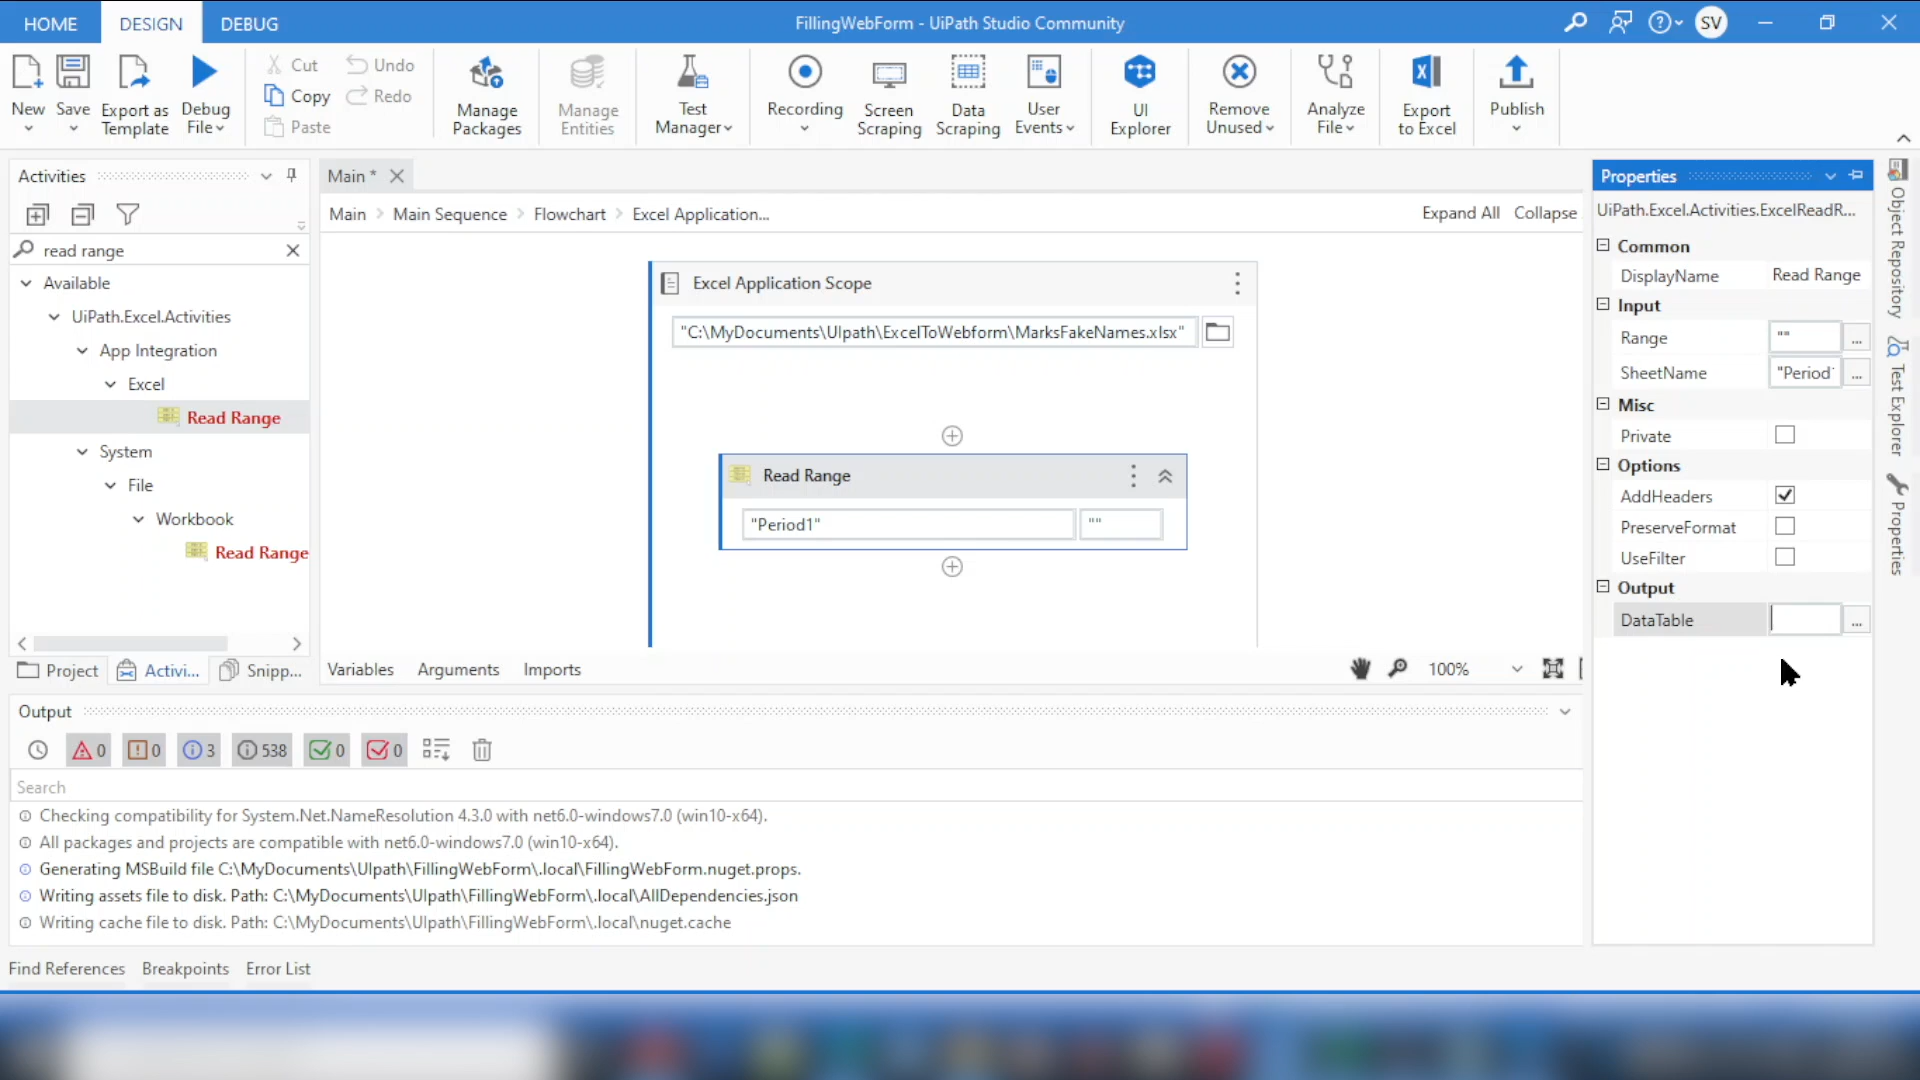 HOME DESIGN DEBUG FillingWebForm - UiPath Studio Community SV
New Save Export as Template Debug File
Cut Copy Paste Undo Redo
Manage Packages Manage Entities Test Manager
Recording Screen Scraping Data Scraping User Events
UI Explorer Remove Unused Analyze File Export to Excel Publish
Activities
read range
Available
UiPath.Excel.Activities
App Integration
Excel
Read Range
System
File
Workbook
Read Range
Project Activi... Snipp...
Main *
Main > Main Sequence > Flowchart > Excel Application...
Expand All Collapse
Excel Application Scope
"C:\MyDocuments\UIpath\ExcelToWebform\MarksFakeNames.xlsx"
Read Range
"Period1" ""
Variables Arguments Imports 100%
Properties
UiPath.Excel.Activities.ExcelReadR...
Common
DisplayName Read Range
Input
Range "" ...
SheetName "Period1 ...
Misc
Private
Options
AddHeaders
PreserveFormat
UseFilter
Output
DataTable ...
Object Repository
Test Explorer
Properties
Output
0 0 3 538 0 0
Search
Checking compatibility for System.Net.NameResolution 4.3.0 with net6.0-windows7.0 (win10-x64).
All packages and projects are compatible with net6.0-windows7.0 (win10-x64).
Generating MSBuild file C:\MyDocuments\UIpath\FillingWebForm\.local\FillingWebForm.nuget.props.
Writing assets file to disk. Path: C:\MyDocuments\UIpath\FillingWebForm\.local\AllDependencies.json
Writing cache file to disk. Path: C:\MyDocuments\UIpath\FillingWebForm\.local\nuget.cache
Find References Breakpoints Error List